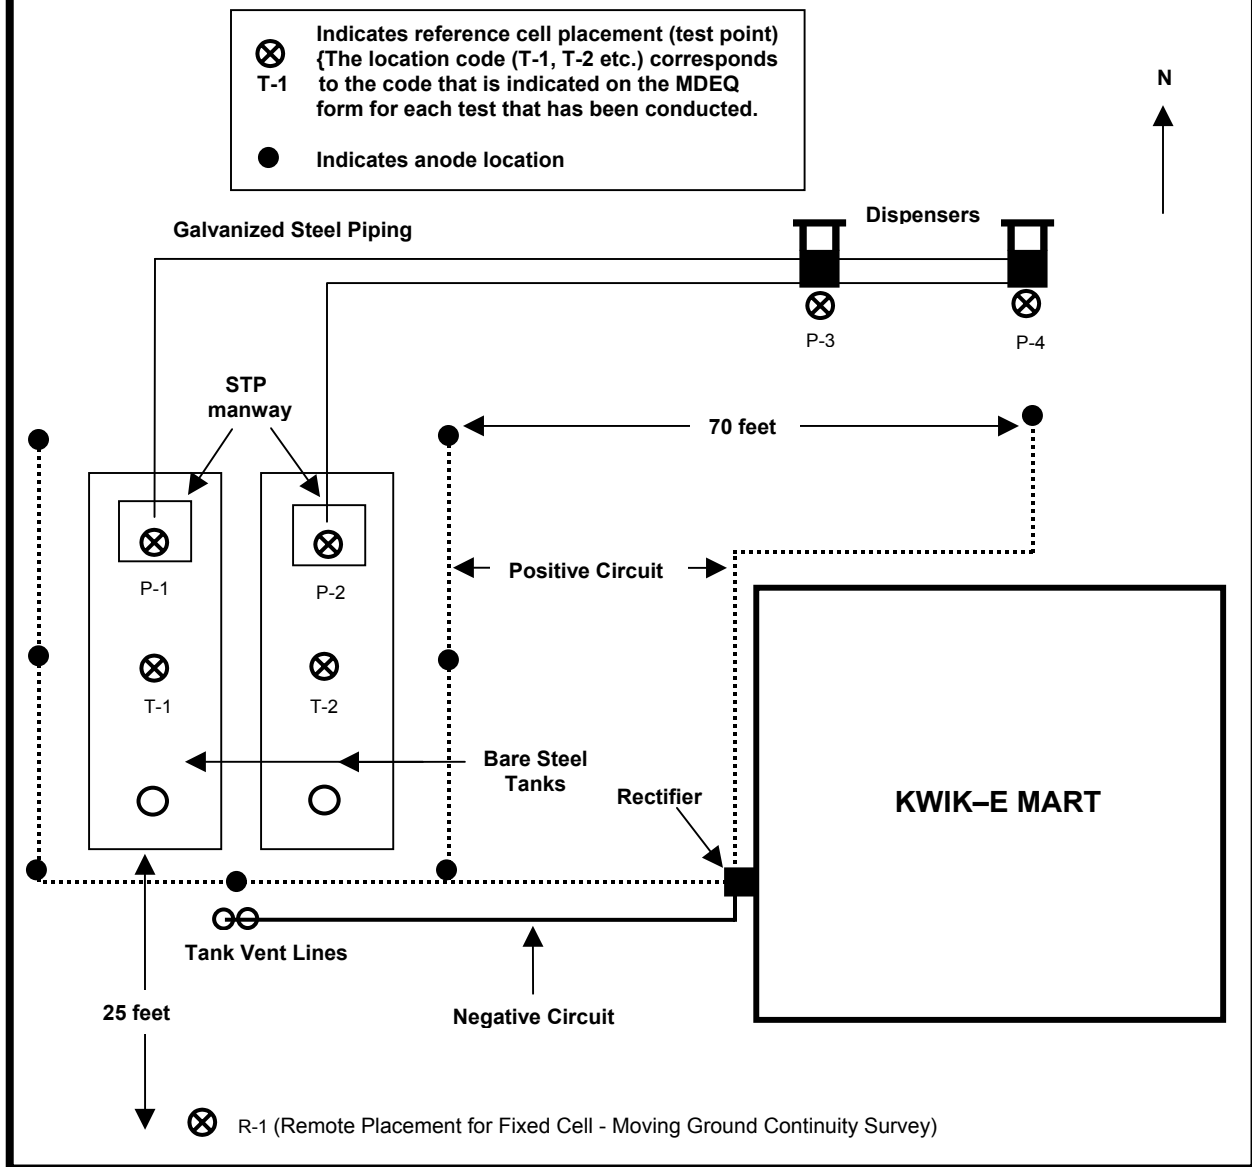 Indicates reference cell placement (test point)
{The location code (T-1, T-2 etc.) corresponds
T-1 to the code that is indicated on the MDEQ
form for each test that has been conducted.
Indicates anode location
N
Galvanized Steel Piping
Dispensers
P-3
P-4
STP
manway
70 feet
Positive Circuit
P-1
P-2
T-1
T-2
Bare Steel
Tanks
Rectifier
KWIK–E MART
Tank Vent Lines
25 feet
Negative Circuit
R-1 (Remote Placement for Fixed Cell - Moving Ground Continuity Survey)